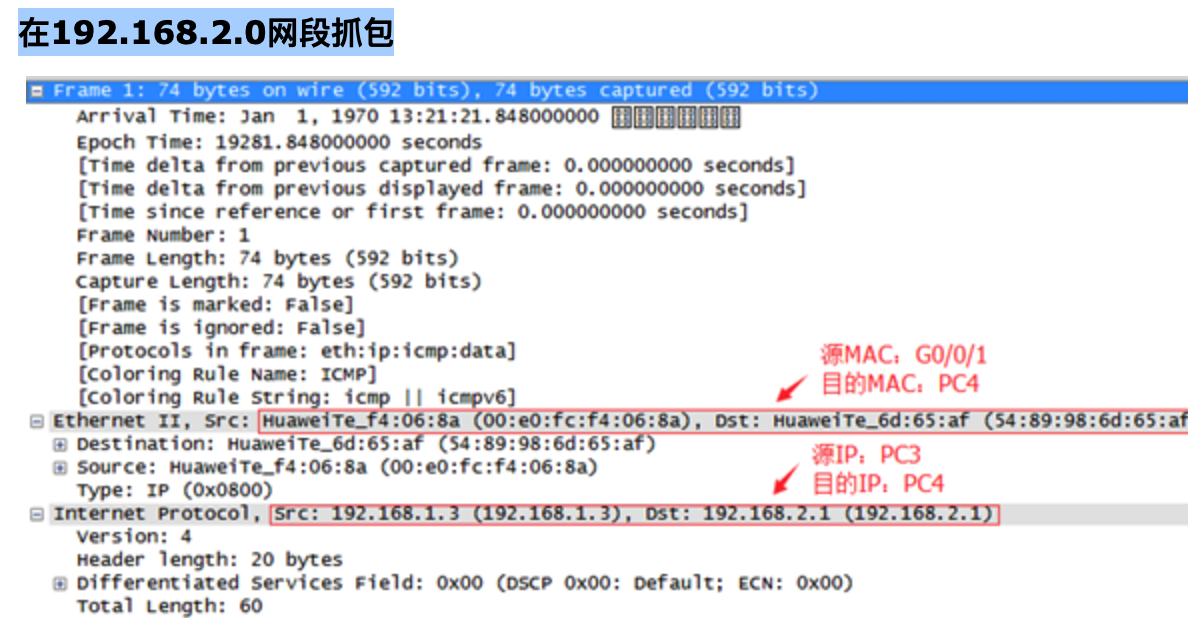 在192.168.2.0网段抓包
Frame 1: 74 bytes on wire (592 bits), 74 bytes captured (592 bits)
Arrival Time: Jan  1, 1970 13:21:21.848000000
Epoch Time: 19281.848000000 seconds
[Time delta from previous captured frame: 0.000000000 seconds]
[Time delta from previous displayed frame: 0.000000000 seconds]
[Time since reference or first frame: 0.000000000 seconds]
Frame Number: 1
Frame Length: 74 bytes (592 bits)
Capture Length: 74 bytes (592 bits)
[Frame is marked: False]
[Frame is ignored: False]
[Protocols in frame: eth:ip:icmp:data]
[Coloring Rule Name: ICMP]
[Coloring Rule String: icmp || icmpv6]
源MAC：G0/0/1
目的MAC：PC4
Ethernet II, Src: HuaweiTe_f4:06:8a (00:e0:fc:f4:06:8a), Dst: HuaweiTe_6d:65:af (54:89:98:6d:65:af
Destination: HuaweiTe_6d:65:af (54:89:98:6d:65:af)
Source: HuaweiTe_f4:06:8a (00:e0:fc:f4:06:8a)
Type: IP (0x0800)
源IP：PC3
目的IP：PC4
Internet Protocol, Src: 192.168.1.3 (192.168.1.3), Dst: 192.168.2.1 (192.168.2.1)
Version: 4
Header length: 20 bytes
Differentiated Services Field: 0x00 (DSCP 0x00: Default; ECN: 0x00)
Total Length: 60